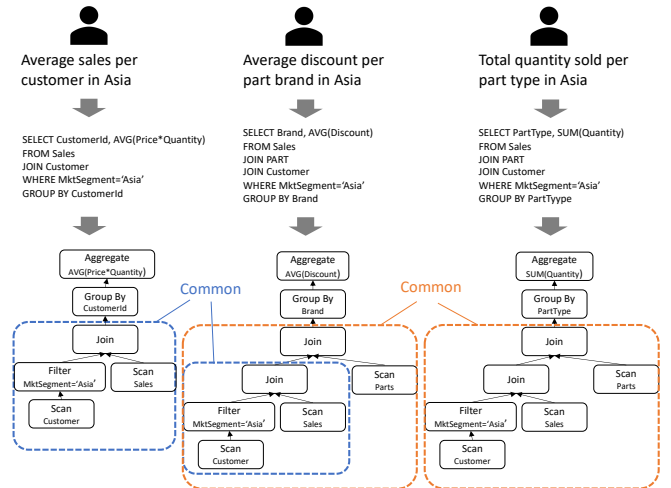 Average sales per
customer in Asia
SELECT CustomerId, AVG(Price*Quantity)
FROM Sales
JOIN Customer
WHERE MktSegment='Asia'
GROUP BY CustomerId
Aggregate
AVG(Price*Quantity)
Group By
CustomerId
Join
Filter
MktSegment='Asia'
Scan
Sales
Scan
Customer
Common
Average discount per
part brand in Asia
SELECT Brand, AVG(Discount)
FROM Sales
JOIN PART
JOIN Customer
WHERE MktSegment='Asia'
GROUP BY Brand
Aggregate
AVG(Discount)
Group By
Brand
Join
Join
Scan
Parts
Filter
MktSegment='Asia'
Scan
Sales
Scan
Customer
Common
Total quantity sold per
part type in Asia
SELECT PartType, SUM(Quantity)
FROM Sales
JOIN PART
JOIN Customer
WHERE MktSegment='Asia'
GROUP BY PartTyype
Aggregate
SUM(Quantity)
Group By
PartType
Join
Join
Scan
Parts
Filter
MktSegment='Asia'
Scan
Sales
Scan
Customer